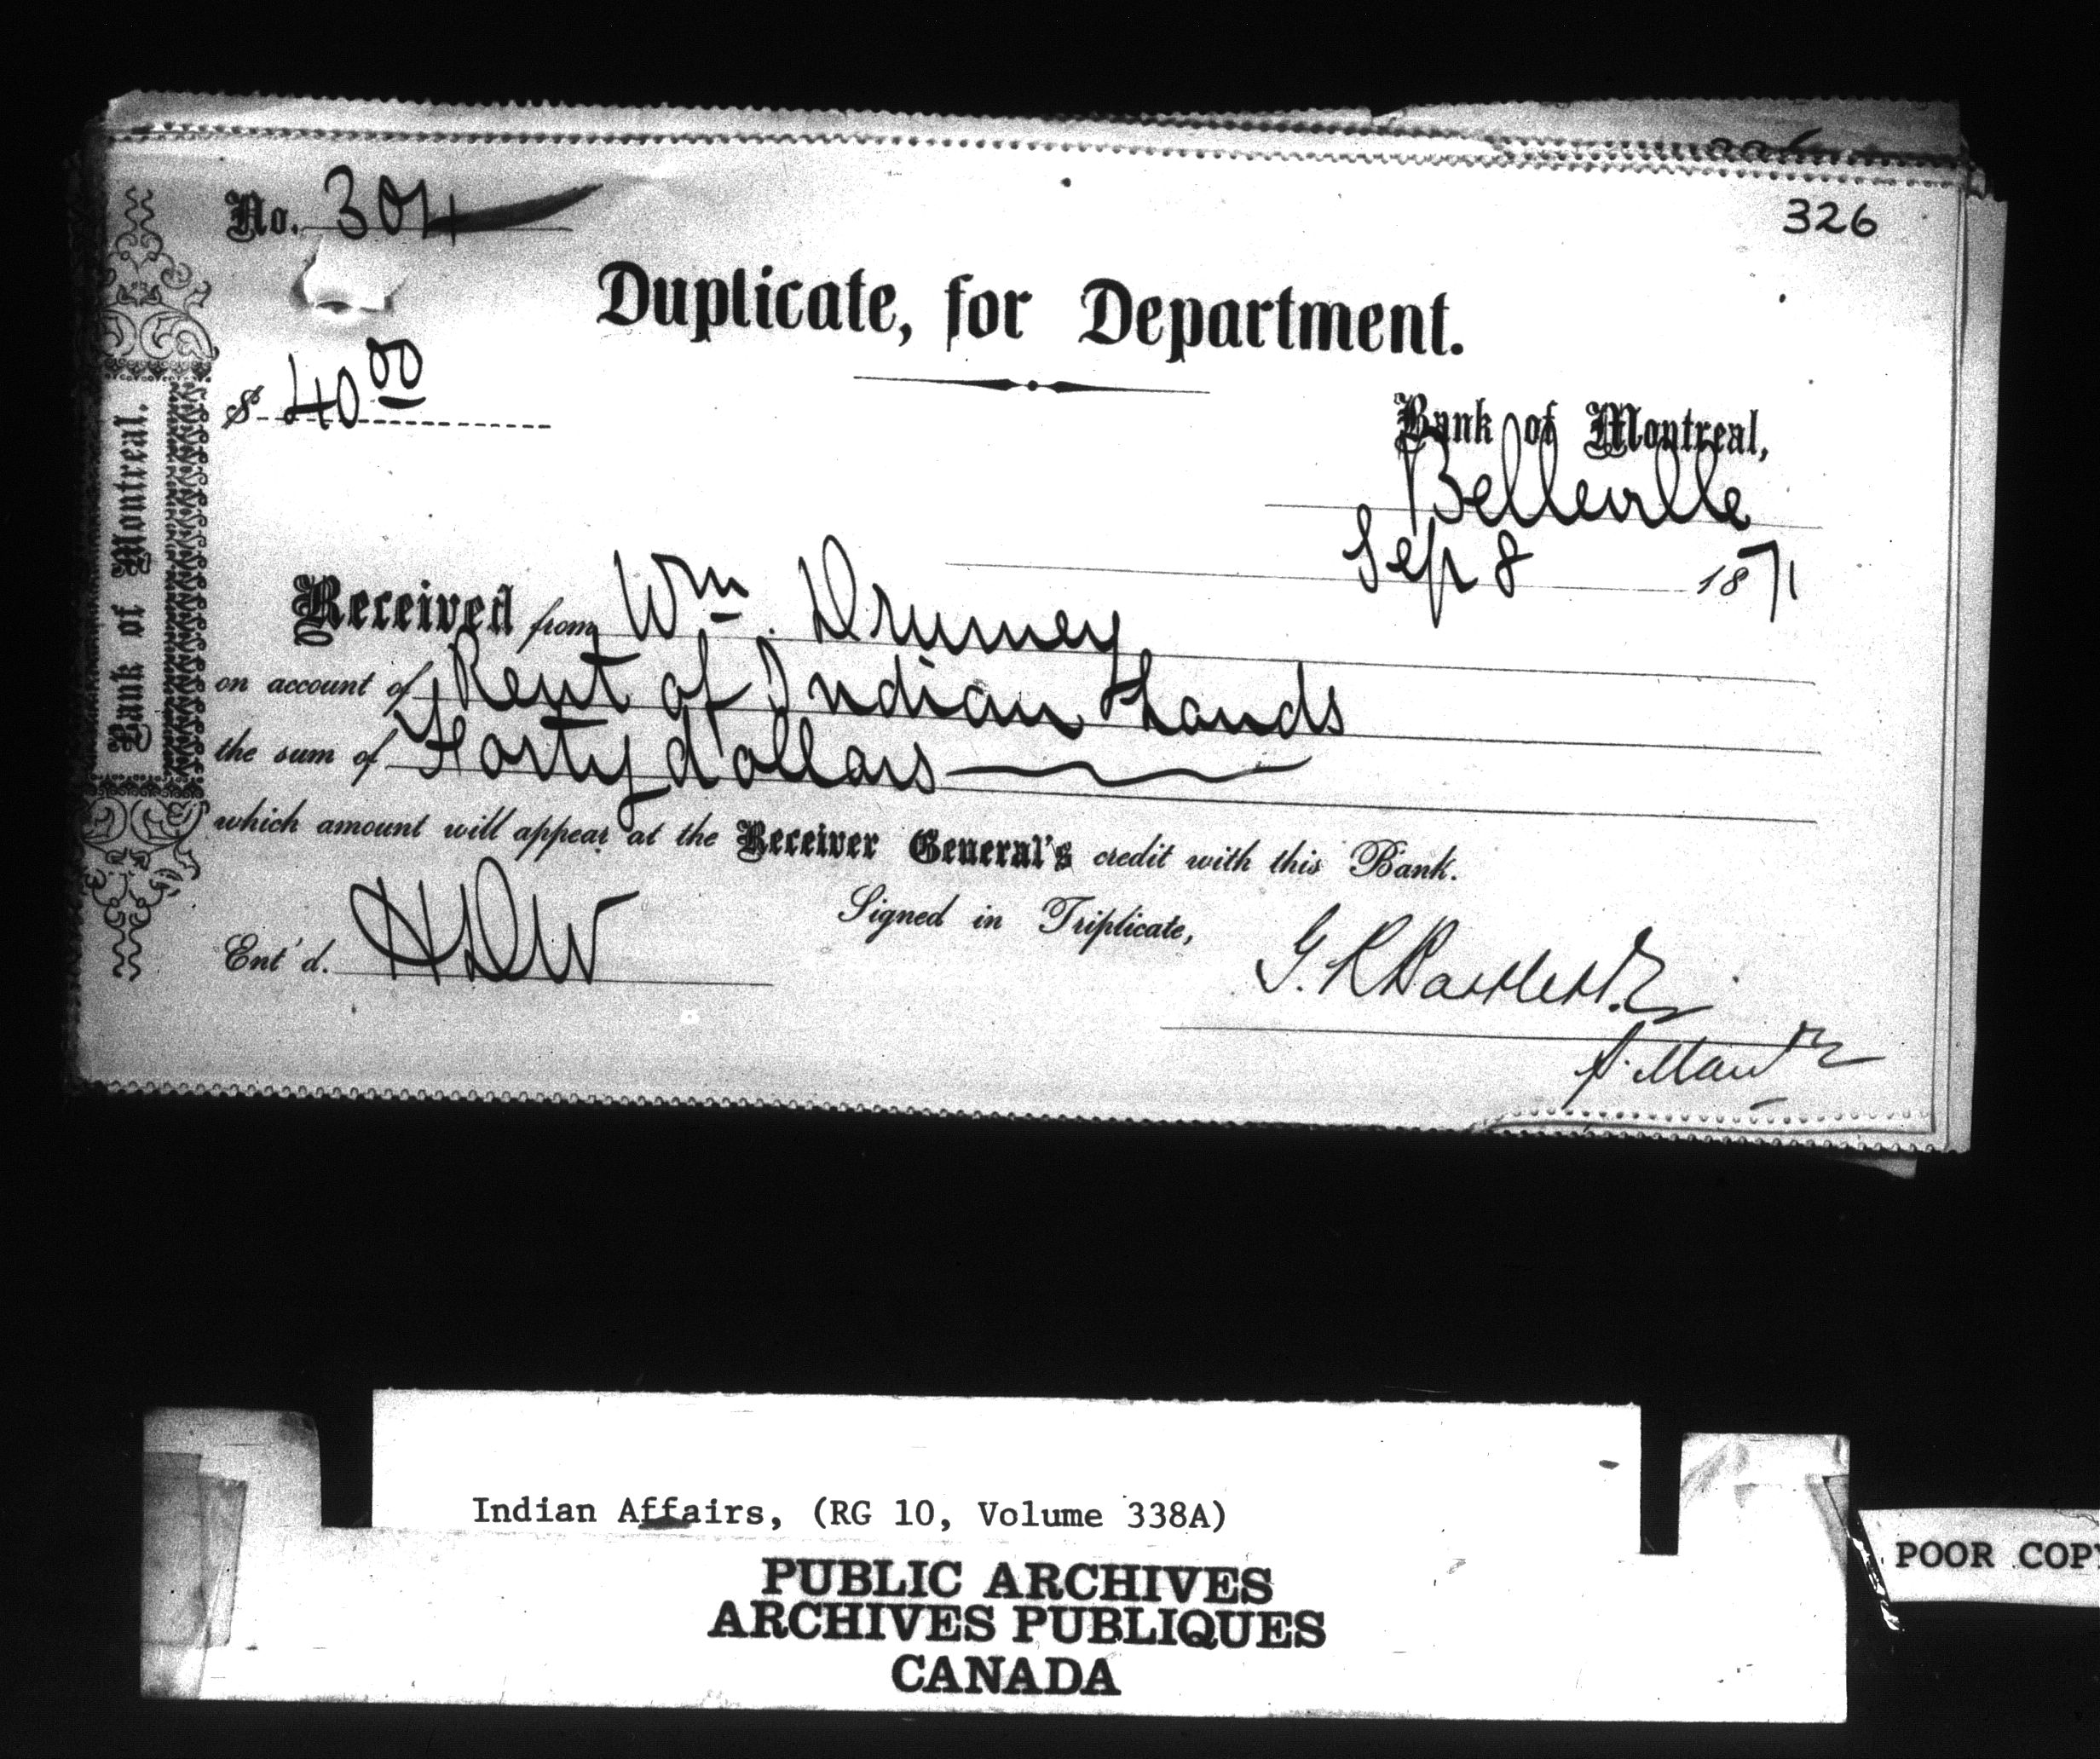 No. 304
326
Duplicate, for Department.
$ 40 00
Bank of Montreal,
Belleville
Sep 8 1871
Received from Wm. Drumey
on account of Rent of Indian Lands
the sum of Forty dollars
which amount will appear at the Receiver General's credit with this Bank.
Signed in Triplicate,
Ent'd. HDW
G. R Bartlett
Bank of Montreal.
Indian Affairs, (RG 10, Volume 338A)
PUBLIC ARCHIVES
ARCHIVES PUBLIQUES
CANADA
POOR COPY